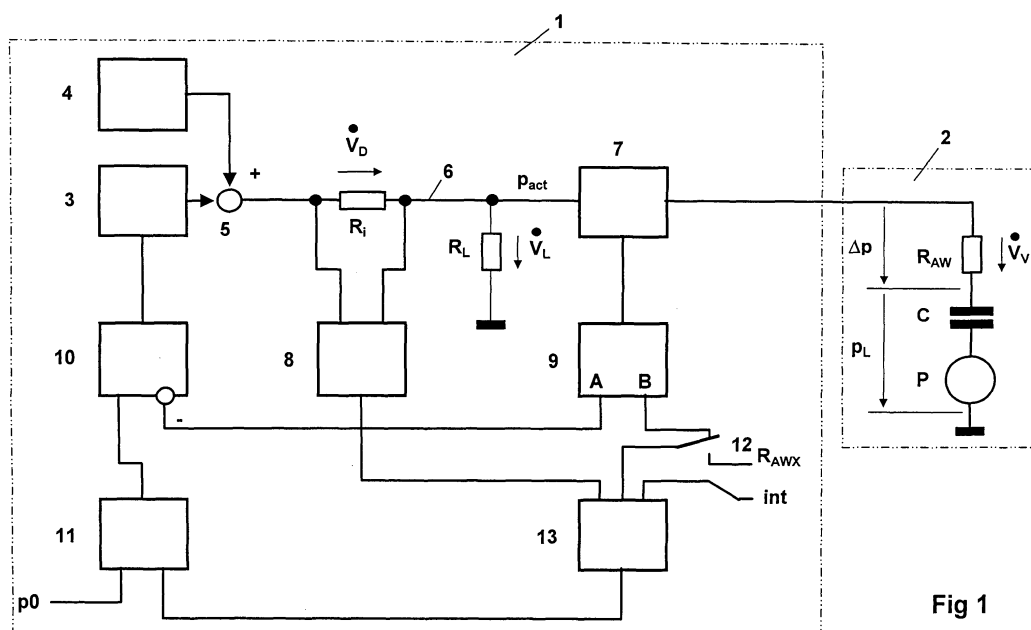 1
4
2
V̇D
7
3
+
6
pact
5
Ri
RL
V̇L
Δp
RAW
V̇V
C
10
8
9
pL
A B
P
-
12
RAWX
int
11
13
p0
Fig 1